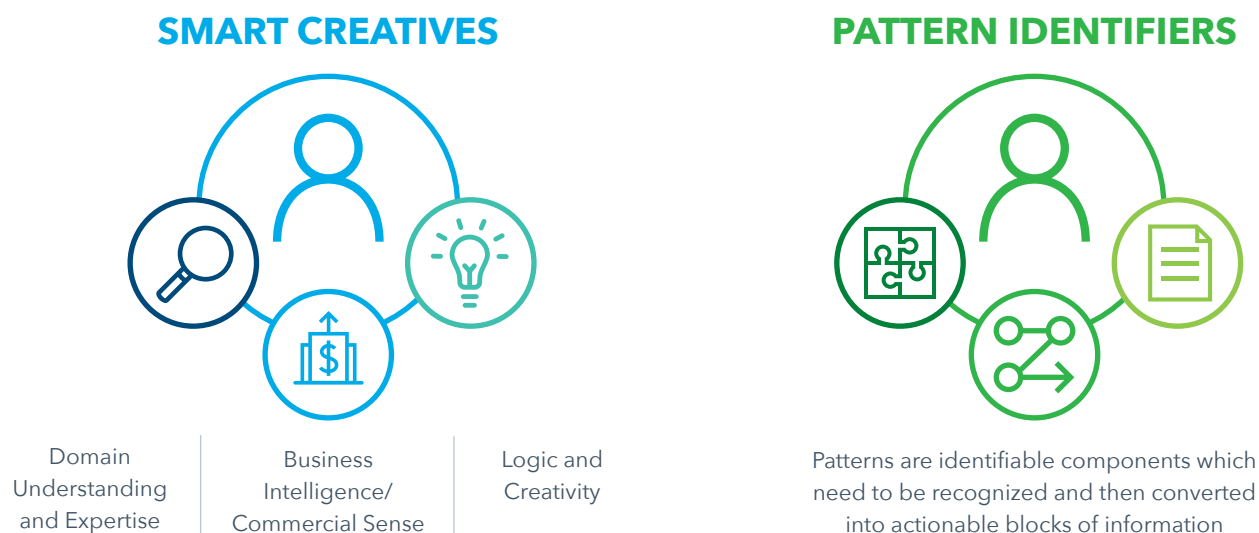 SMART CREATIVES
$
Domain
Understanding
and Expertise
Business
Intelligence/
Commercial Sense
Logic and
Creativity
PATTERN IDENTIFIERS
Patterns are identifiable components which
need to be recognized and then converted
into actionable blocks of information